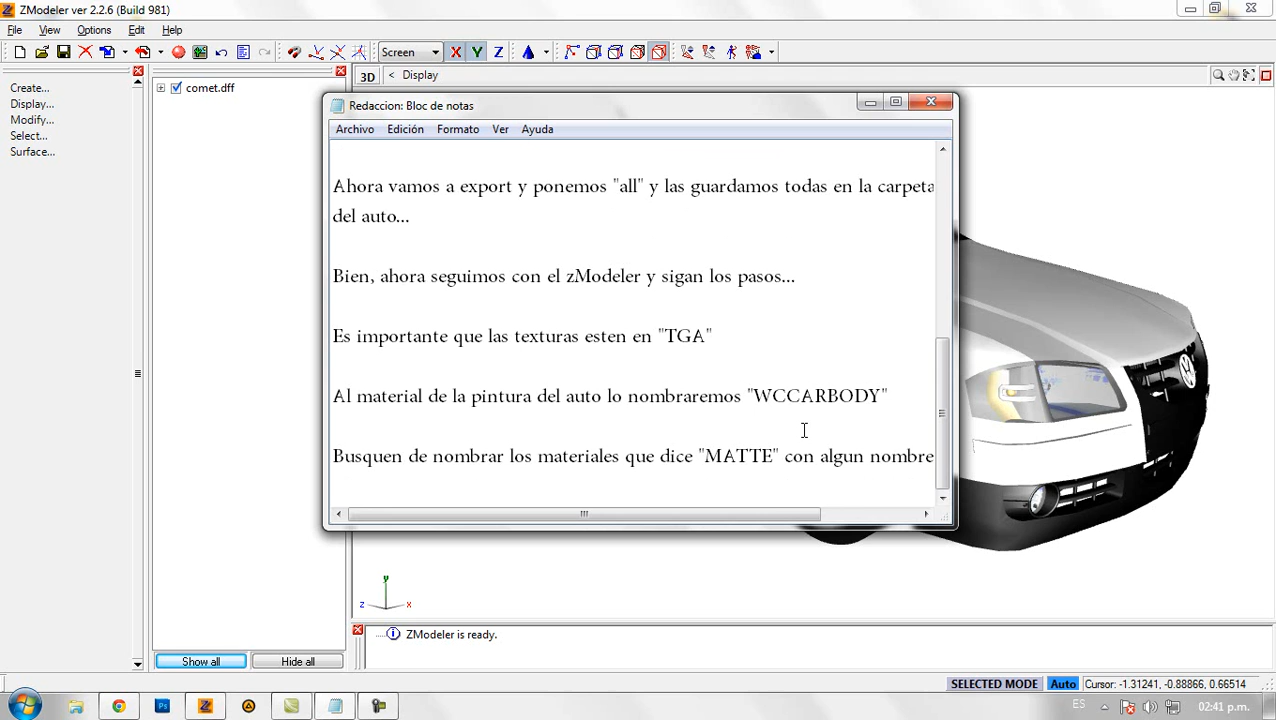 ZModeler ver 2.2.6 (Build 981)
File View Options Edit Help
Screen X Y Z
3D < Display
Create...
Display...
Modify...
Select...
Surface...
comet.dff
Redaccion: Bloc de notas
Archivo Edición Formato Ver Ayuda
Ahora vamos a export y ponemos "all" y las guardamos todas en la carpeta
del auto...
Bien, ahora seguimos con el zModeler y sigan los pasos...
Es importante que las texturas esten en "TGA"
Al material de la pintura del auto lo nombraremos "WCCARBODY"
Busquen de nombrar los materiales que dice "MATTE" con algun nombre
y
z x
ZModeler is ready.
Show all Hide all
SELECTED MODE Auto Cursor: -1.31241, -0.88866, 0.66514
ES 02:41 p.m.